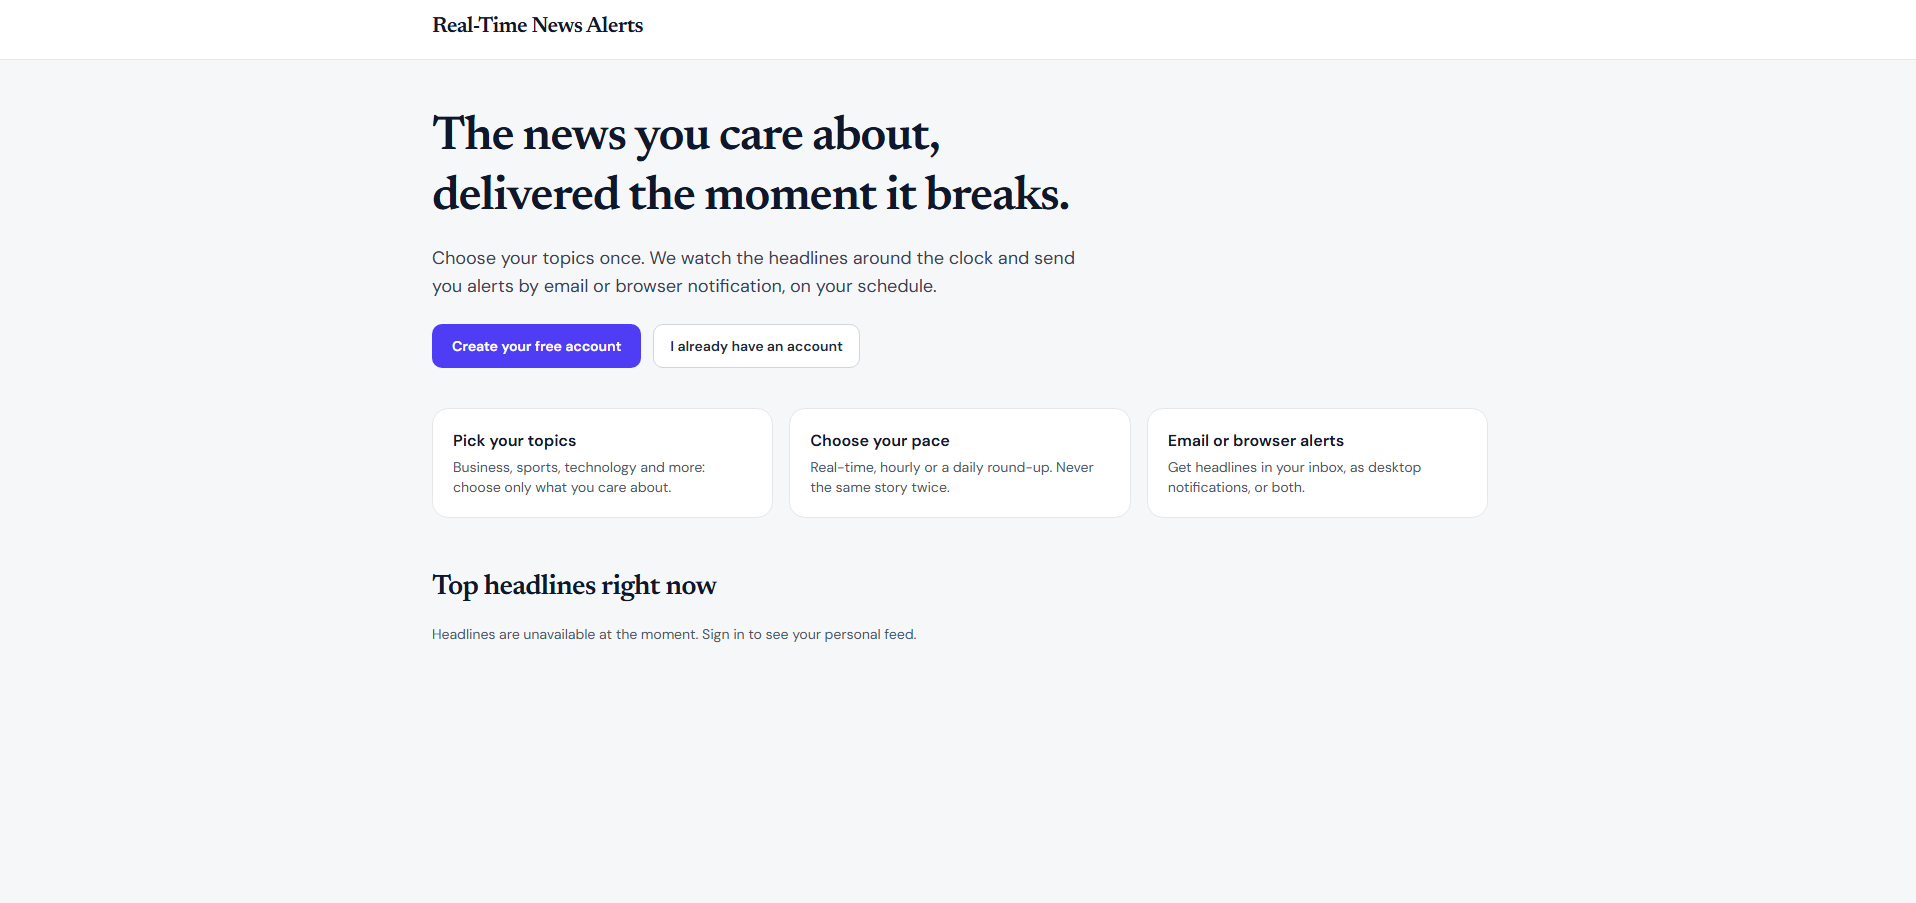 Real-Time News Alerts
The news you care about,
delivered the moment it breaks.
Choose your topics once. We watch the headlines around the clock and send
you alerts by email or browser notification, on your schedule.
Create your free account
I already have an account
Pick your topics
Business, sports, technology and more:
choose only what you care about.
Choose your pace
Real-time, hourly or a daily round-up. Never
the same story twice.
Email or browser alerts
Get headlines in your inbox, as desktop
notifications, or both.
Top headlines right now
Headlines are unavailable at the moment. Sign in to see your personal feed.